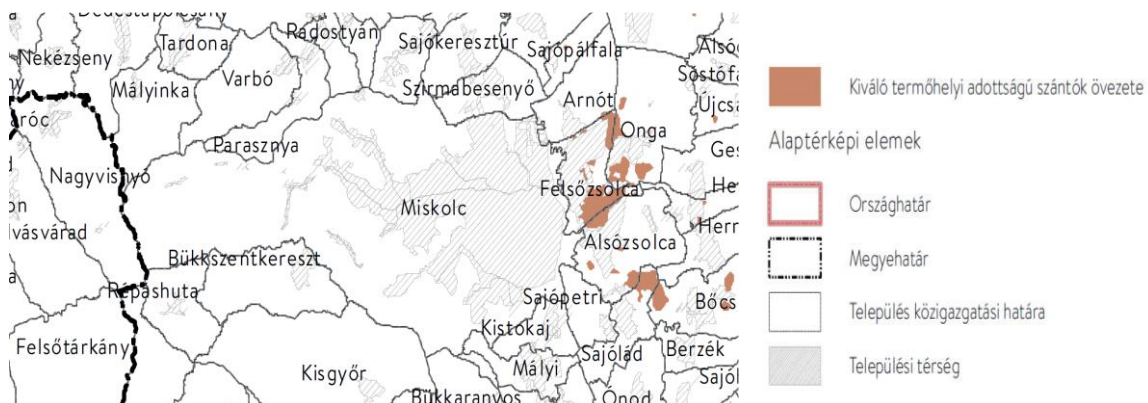 Nekézseny
Tardona
Radostyán
Sajókeresztúr
Sajópálfala
Mályinka
Varbó
Szirmabesenyő
Arnót
Onga
Parasznya
Nagyvisnyó
Miskolc
Felsőzsolca
Alsózsolca
Bükkszentkereszt
Répáshuta
Sajópetri
Bőcs
Kistokaj
Felsőtárkány
Kisgyőr
Mályi
Sajólád
Berzék
Bükkaranyos
Ónod
Kiváló termőhelyi adottságú szántók övezete
Alaptérképi elemek
Országhatár
Megyehatár
Település közigazgatási határa
Települési térség